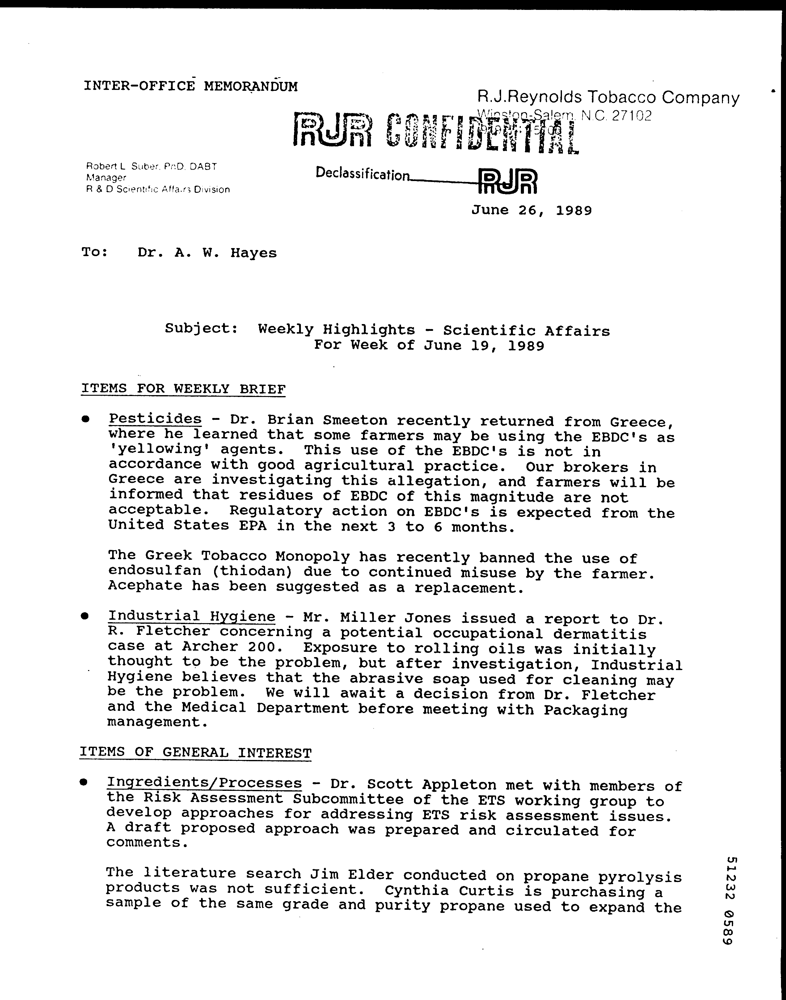 INTER-OFFICE MEMORANDUM
R.J.Reynolds Tobacco Company
Winston-Salem, N.C. 27102
RJR CONFIDENTIAL
Robert L. Suber, Ph.D. DABT
Manager
R & D Scientific Affairs Division
Declassification RJR
June 26, 1989
To: Dr. A. W. Hayes
Subject: Weekly Highlights - Scientific Affairs
For Week of June 19, 1989
ITEMS FOR WEEKLY BRIEF
● Pesticides - Dr. Brian Smeeton recently returned from Greece,
where he learned that some farmers may be using the EBDC's as
'yellowing' agents. This use of the EBDC's is not in
accordance with good agricultural practice. Our brokers in
Greece are investigating this allegation, and farmers will be
informed that residues of EBDC of this magnitude are not
acceptable. Regulatory action on EBDC's is expected from the
United States EPA in the next 3 to 6 months.
The Greek Tobacco Monopoly has recently banned the use of
endosulfan (thiodan) due to continued misuse by the farmer.
Acephate has been suggested as a replacement.
● Industrial Hygiene - Mr. Miller Jones issued a report to Dr.
R. Fletcher concerning a potential occupational dermatitis
case at Archer 200. Exposure to rolling oils was initially
thought to be the problem, but after investigation, Industrial
Hygiene believes that the abrasive soap used for cleaning may
be the problem. We will await a decision from Dr. Fletcher
and the Medical Department before meeting with Packaging
management.
ITEMS OF GENERAL INTEREST
● Ingredients/Processes - Dr. Scott Appleton met with members of
the Risk Assessment Subcommittee of the ETS working group to
develop approaches for addressing ETS risk assessment issues.
A draft proposed approach was prepared and circulated for
comments.
The literature search Jim Elder conducted on propane pyrolysis
products was not sufficient. Cynthia Curtis is purchasing a
sample of the same grade and purity propane used to expand the
51232 0589